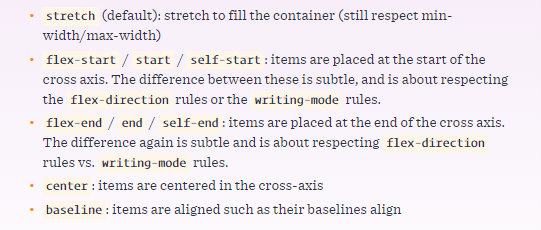 • stretch (default): stretch to fill the container (still respect min-
width/max-width)
• flex-start / start / self-start : items are placed at the start of the
cross axis. The difference between these is subtle, and is about respecting
the flex-direction rules or the writing-mode rules.
• flex-end / end / self-end : items are placed at the end of the cross axis.
The difference again is subtle and is about respecting flex-direction
rules vs. writing-mode rules.
• center : items are centered in the cross-axis
• baseline : items are aligned such as their baselines align